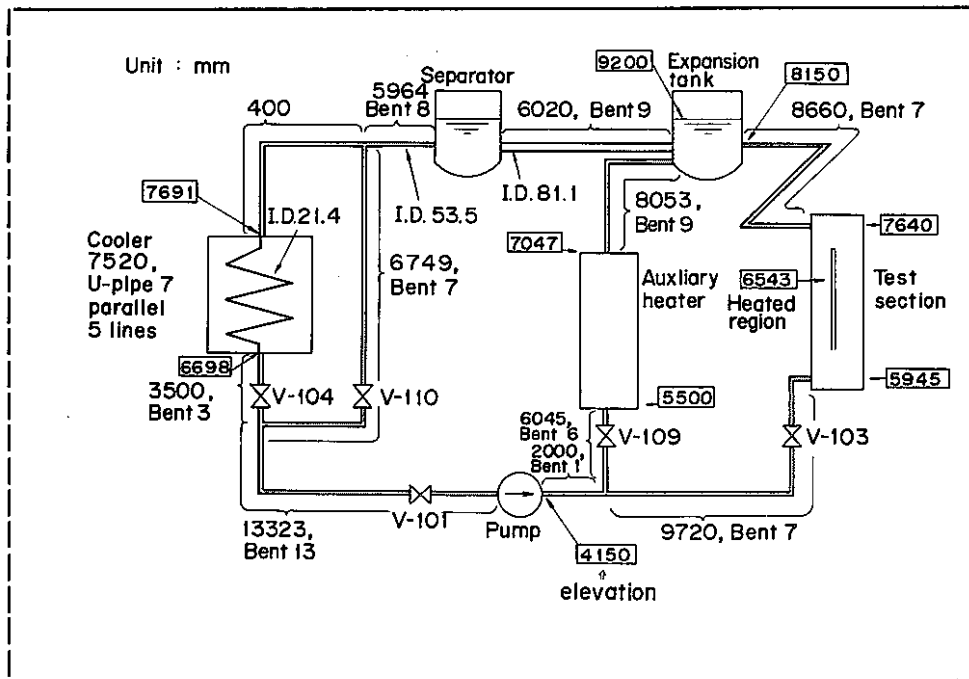 Unit : mm
Separator
9200
Expansion
tank
8150
5964
Bent 8
6020, Bent 9
8660, Bent 7
400
7691
I.D.21.4
I.D. 53.5
I.D.81.1
8053,
Bent 9
7640
Cooler
7520,
U-pipe 7
parallel
5 lines
6749,
Bent 7
7047
Auxliary
heater
6543
Heated
region
Test
section
6698
3500,
Bent 3
V-104
V-110
5500
5945
6045,
Bent 6
2000,
Bent 1
V-109
V-103
13323,
Bent 13
V-101
Pump
9720, Bent 7
4150
⇧
elevation